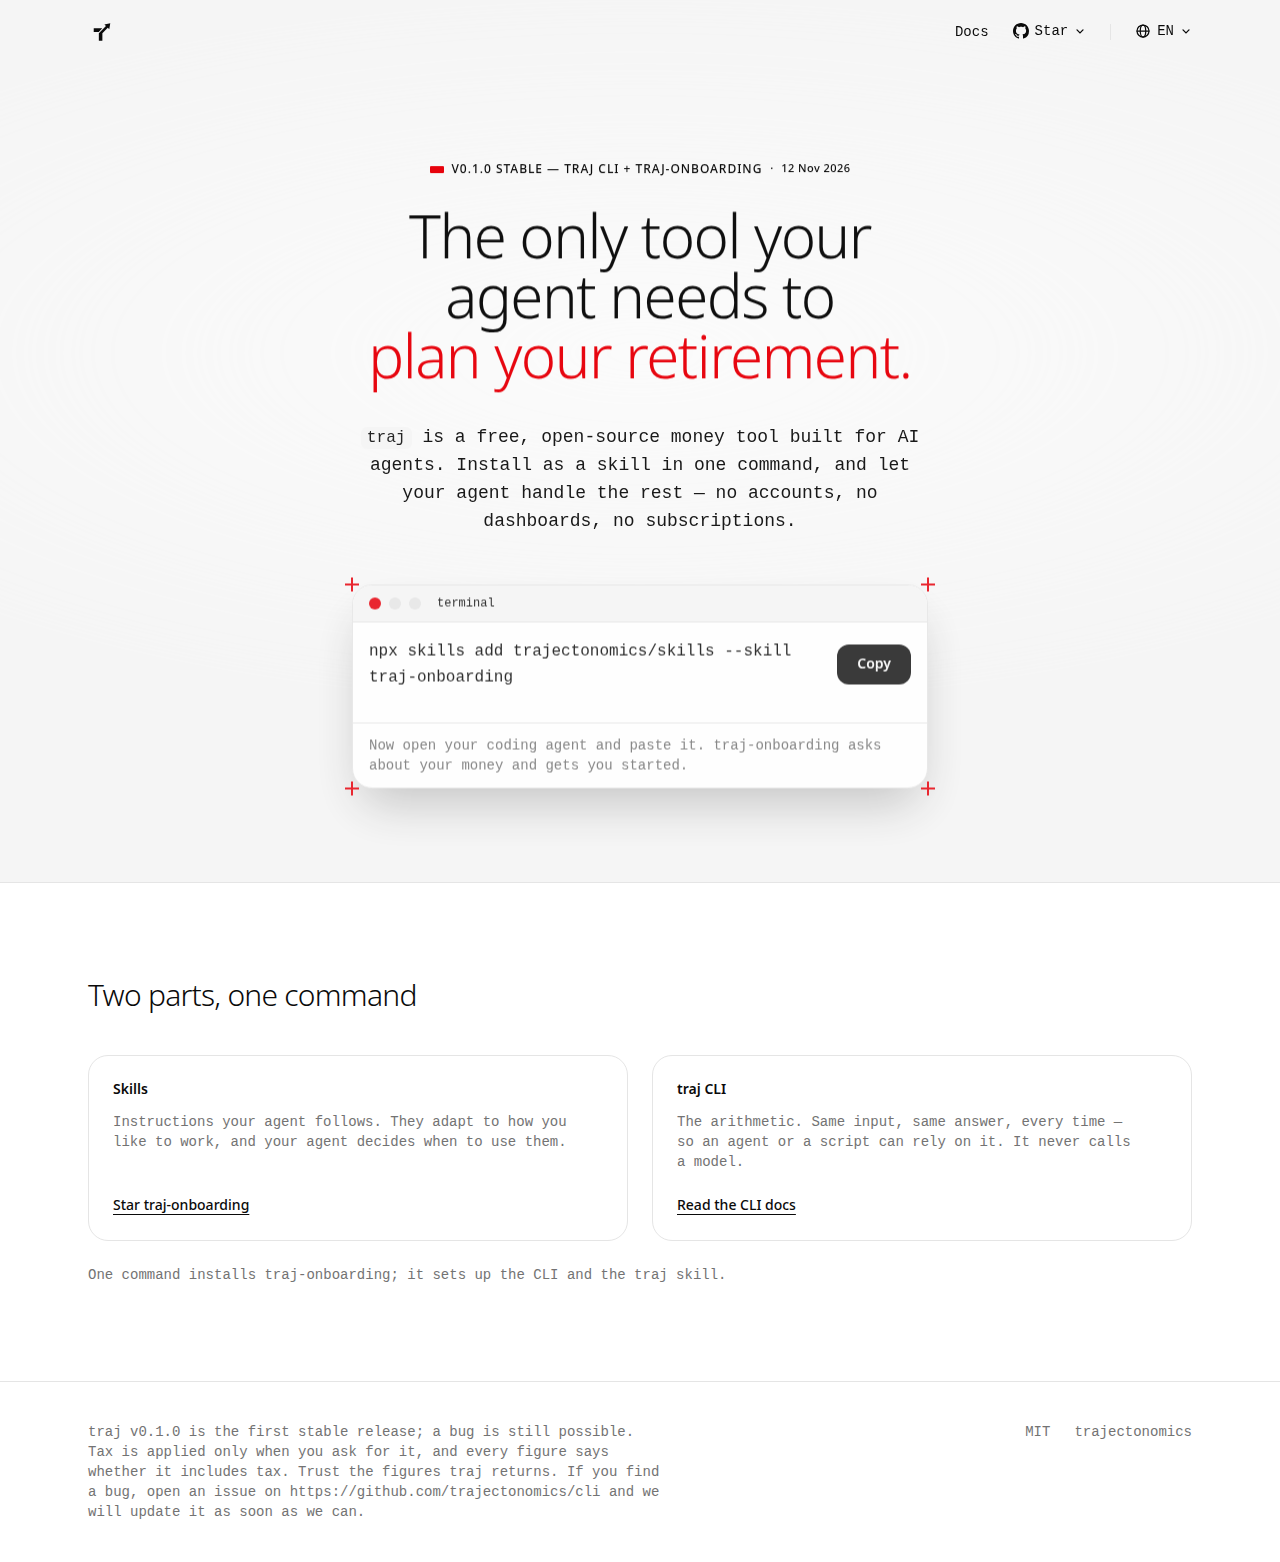 Docs
Star
EN
V0.1.0 STABLE — TRAJ CLI + TRAJ-ONBOARDING · 12 Nov 2026
The only tool your
agent needs to
plan your retirement.
traj is a free, open-source money tool built for AI
agents. Install as a skill in one command, and let
your agent handle the rest — no accounts, no
dashboards, no subscriptions.
terminal
npx skills add trajectonomics/skills --skill
traj-onboarding
Copy
Now open your coding agent and paste it. traj-onboarding asks
about your money and gets you started.
Two parts, one command
Skills
Instructions your agent follows. They adapt to how you
like to work, and your agent decides when to use them.
Star traj-onboarding
traj CLI
The arithmetic. Same input, same answer, every time —
so an agent or a script can rely on it. It never calls
a model.
Read the CLI docs
One command installs traj-onboarding; it sets up the CLI and the traj skill.
traj v0.1.0 is the first stable release; a bug is still possible.
Tax is applied only when you ask for it, and every figure says
whether it includes tax. Trust the figures traj returns. If you find
a bug, open an issue on https://github.com/trajectonomics/cli and we
will update it as soon as we can.
MIT
trajectonomics